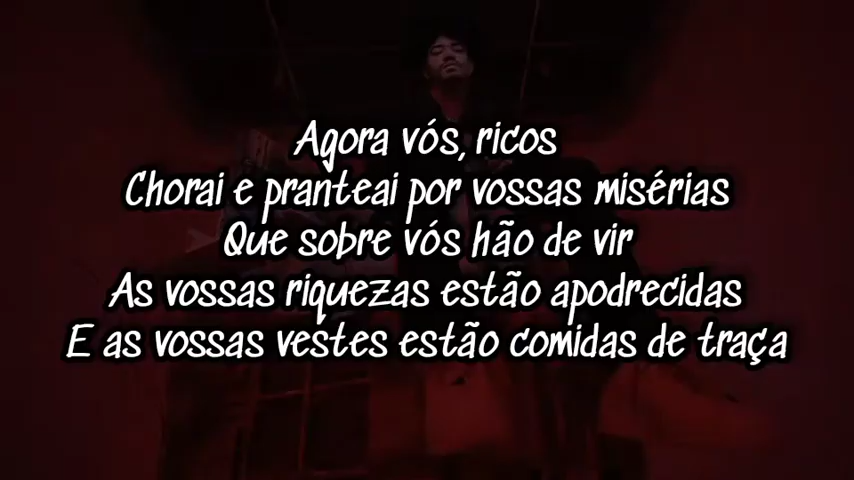 Agora vós, ricos
Chorai e pranteai por vossas misérias
Que sobre vós hão de vir
As vossas riquezas estão apodrecidas
E as vossas vestes estão comidas de traça